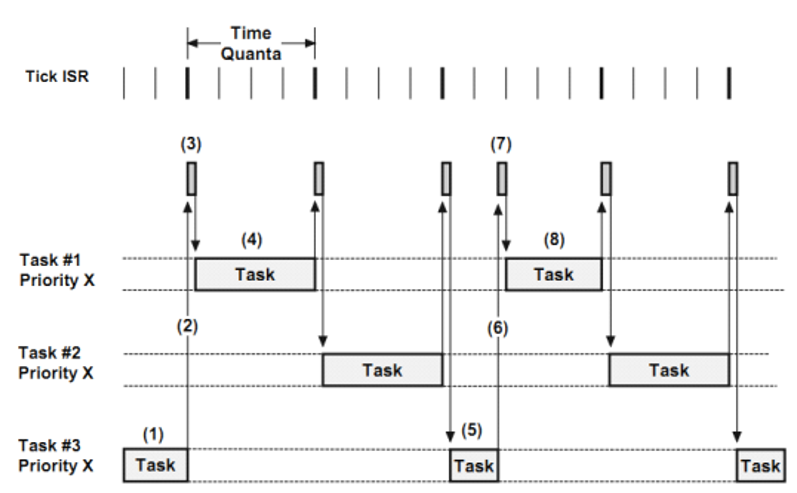 Time
Quanta
Tick ISR
(3)
(7)
(4)
(8)
Task #1
Priority X
Task
Task
(2)
(6)
Task #2
Priority X
Task
Task
(1)
(5)
Task #3
Priority X
Task
Task
Task